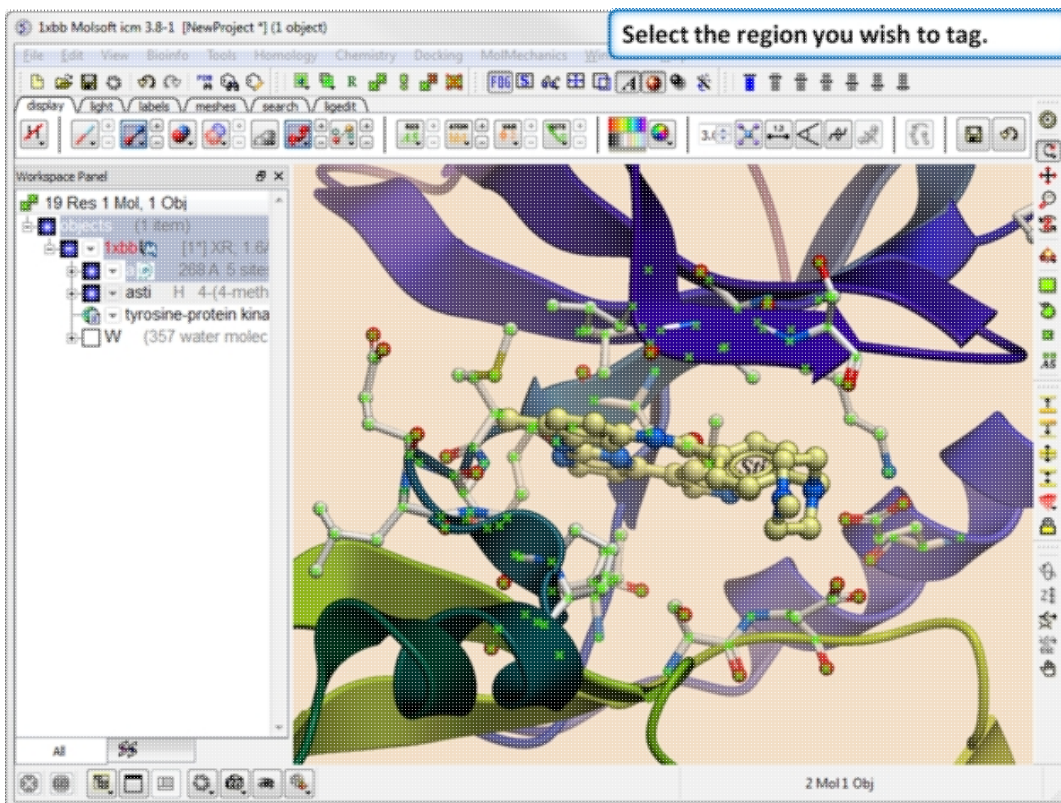 1xbb Molsoft icm 3.8-1 [NewProject *] (1 object)
Select the region you wish to tag.
File Edit View Bioinfo Tools Homology Chemistry Docking MolMechanics
display light labels meshes search ligedit
Workspace Panel
19 Res 1 Mol, 1 Obj
objects (1 item)
1xbb [1*] XR, 1.6
a 268 A 5 site
asti H 4-(4-meth
tyrosine-protein kina
W (357 water molec
All
2 Mol 1 Obj